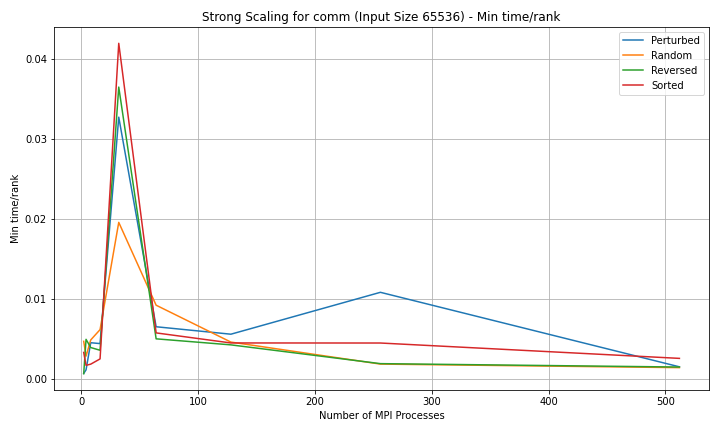 Strong Scaling for comm (Input Size 65536) - Min time/rank
Perturbed
Random
Reversed
Sorted
0.04
0.03
0.02
0.01
0.00
Min time/rank
0 100 200 300 400 500
Number of MPI Processes